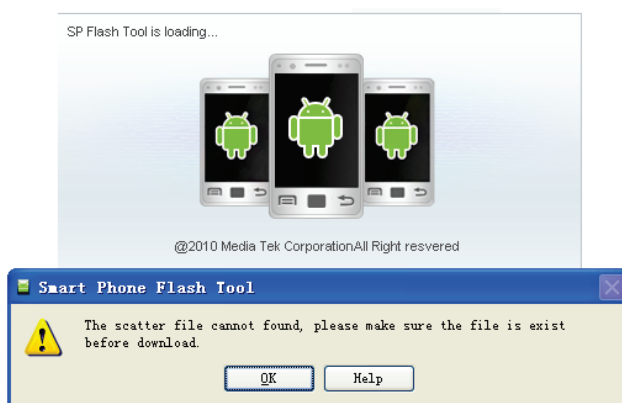 SP Flash Tool is loading...
@2010 Media Tek CorporationAll Right resvered
Smart Phone Flash Tool
The scatter file cannot found, please make sure the file is exist
before download.
OK
Help